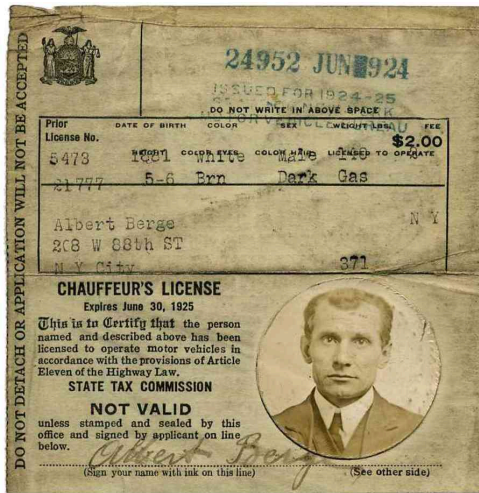 24952 JUN 1924
ISSUED FOR 1924-25
DO NOT WRITE IN ABOVE SPACE
MOTOR VEHICLE BUREAU
Prior License No. DATE OF BIRTH COLOR SEX WEIGHT LBS. FEE
$2.00
5473 White Male
HEIGHT COLOR EYES COLOR HAIR LICENSED TO OPERATE
21777 5-6 Brn Dark Gas
Albert Berge N Y
208 W 88th ST
N Y City 371
CHAUFFEUR'S LICENSE
Expires June 30, 1925
This is to Certify that the person
named and described above has been
licensed to operate motor vehicles in
accordance with the provisions of Article
Eleven of the Highway Law.
STATE TAX COMMISSION
NOT VALID
unless stamped and sealed by this
office and signed by applicant on line
below.
Albert Berge
(Sign your name with ink on this line) (See other side)
DO NOT DETACH OR APPLICATION WILL NOT BE ACCEPTED